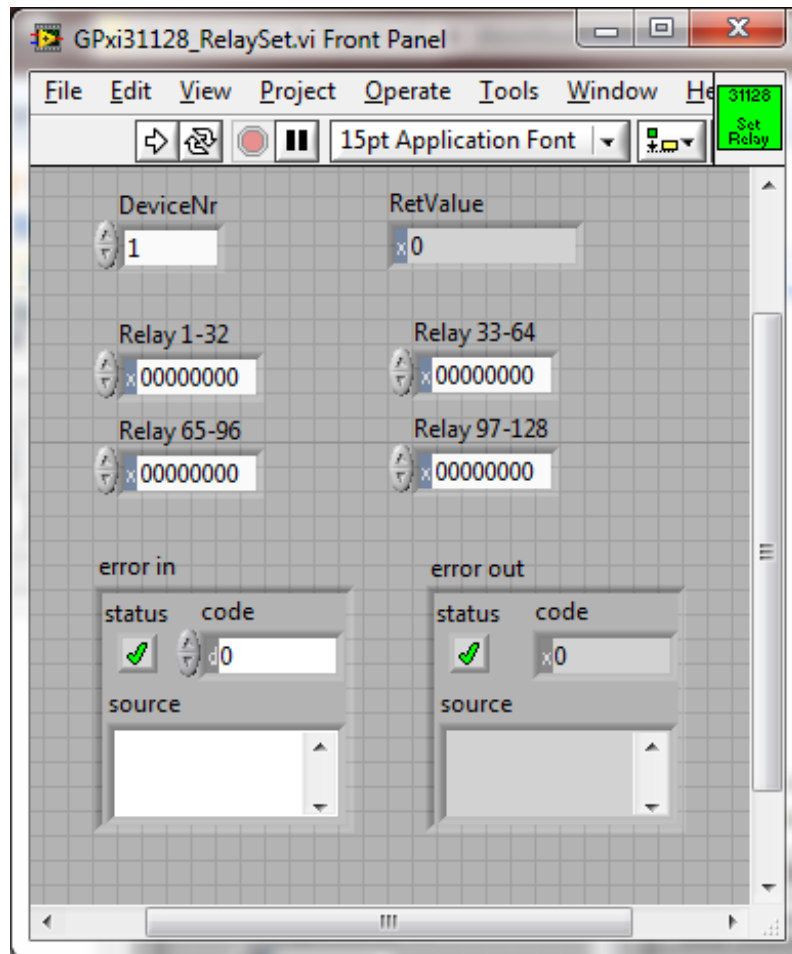 GPxi31128_RelaySet.vi Front Panel
File Edit View Project Operate Tools Window He
31128
Set
Relay
15pt Application Font
DeviceNr RetValue
1 x 0
Relay 1-32 Relay 33-64
x 00000000 x 00000000
Relay 65-96 Relay 97-128
x 00000000 x 00000000
error in error out
status code status code
d 0 x 0
source source